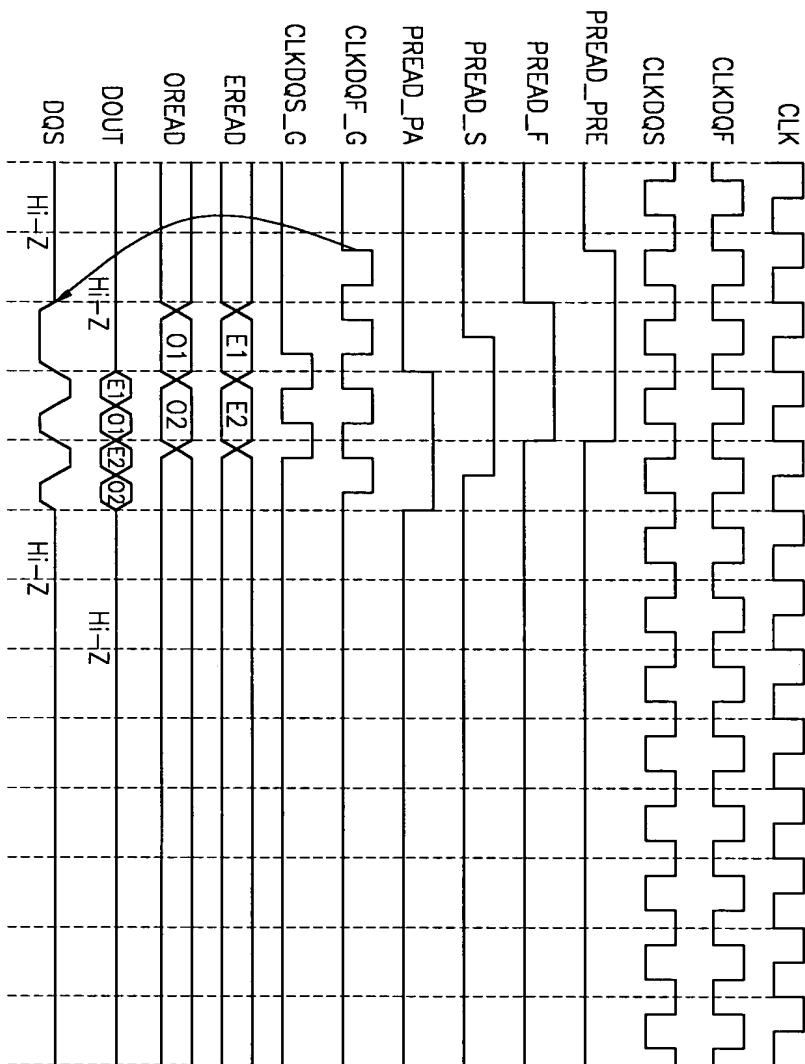 CLK
CLKDQF
CLKDQS
PREAD_PRE
PREAD_F
PREAD_S
PREAD_PA
CLKDQF_G
CLKDQS_G
EREAD E1 E2
OREAD O1 O2
DOUT Hi-Z E1 O1 E2 O2 Hi-Z
DQS Hi-Z Hi-Z